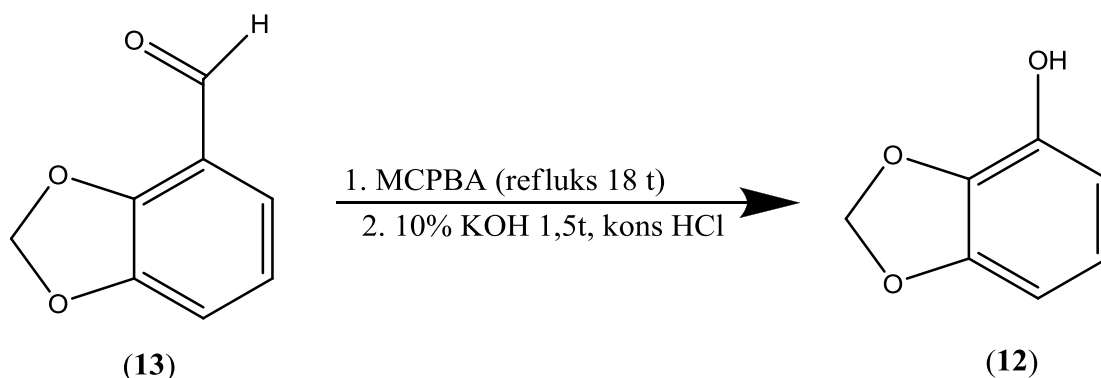 O
H
O
O
1. MCPBA (refluks 18 t)
2. 10% KOH 1,5t, kons HCl
(13)
OH
O
O
(12)